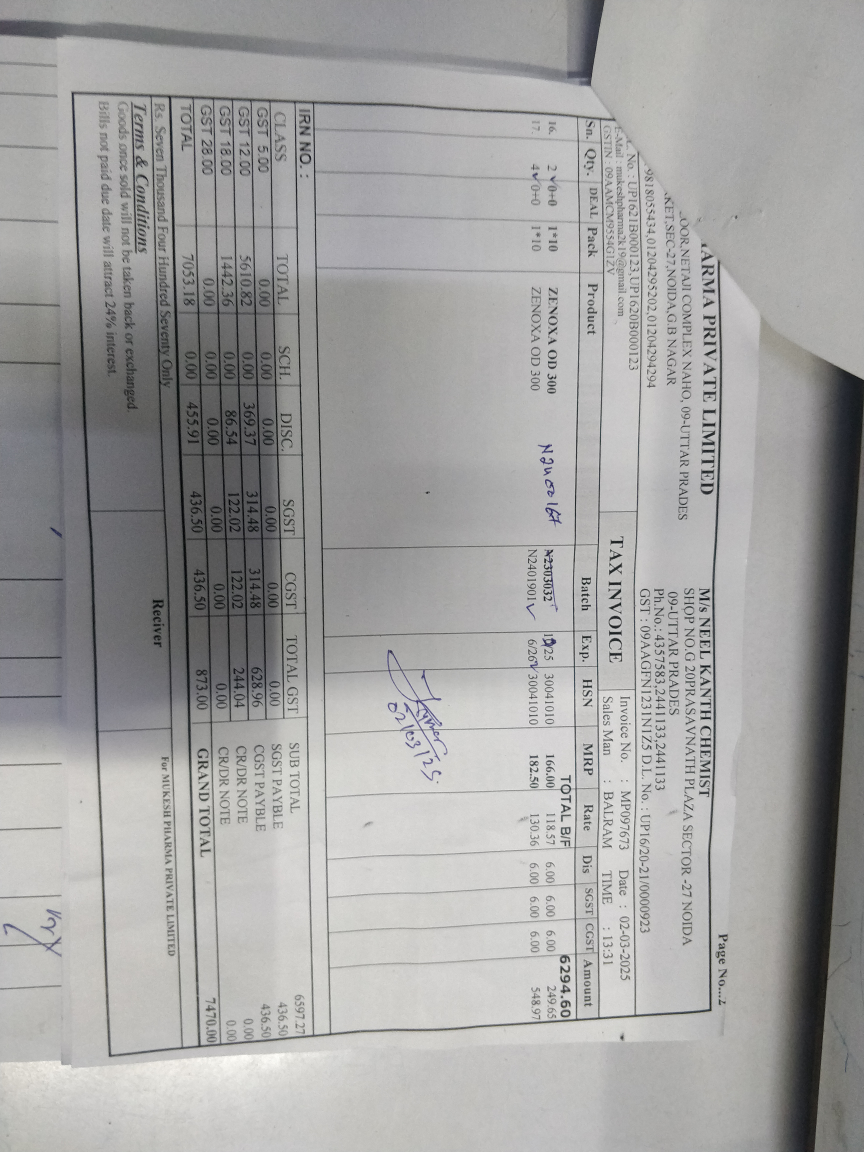 Page No...2
ARMA PRIVATE LIMITED
OOR,NETAJI COMPLEX NAHO, 09-UTTAR PRADES
KET,SEC-27,NOIDA,G.B NAGAR
9818055434,01204295202,01204294294
No. : UP1621B000123,UP1620B000123
E-Mail : mukeshpharma2k19@gmail.com
GSTIN : 09AAMCM9554G1ZV
M/s NEEL KANTH CHEMIST
SHOP NO.G 20PRASAVNATH PLAZA SECTOR -27 NOIDA
09-UTTAR PRADES
Ph.No.: 4357583,2441133,2441133
GST : 09AAGFN1231N1Z5 D.L. No. : UP16/20-21/0000923
TAX INVOICE
Invoice No. : MP097673 Date : 02-03-2025
Sales Man : BALRAM TIME : 13:31
Sn. Qty. DEAL Pack Product Batch Exp. HSN MRP Rate Dis SGST CGST Amount
TOTAL B/F 6294.60
16. 2 0+0 1*10 ZENOXA OD 300 N2303032 30041010 166.00 118.57 6.00 6.00 6.00 249.65
17. 4 0+0 1*10 ZENOXA OD 300 N2401901 6/26 30041010 182.50 130.36 6.00 6.00 6.00 548.97
02/03/25.
IRN NO. :
CLASS TOTAL SCH. DISC. SGST CGST TOTAL GST
GST 5.00 0.00 0.00 0.00 0.00 0.00 0.00
GST 12.00 5610.82 0.00 369.37 314.48 314.48 628.96
GST 18.00 1442.36 0.00 86.54 122.02 122.02 244.04
GST 28.00 0.00 0.00 0.00 0.00 0.00 0.00
TOTAL 7053.18 0.00 455.91 436.50 436.50 873.00
SUB TOTAL 6597.27
SGST PAYBLE 436.50
CGST PAYBLE 436.50
CR/DR NOTE 0.00
CR/DR NOTE 0.00
GRAND TOTAL 7470.00
Rs. Seven Thousand Four Hundred Seventy Only
Terms & Conditions
Goods once sold will not be taken back or exchanged.
Bills not paid due date will attract 24% interest.
Reciver
For MUKESH PHARMA PRIVATE LIMITED